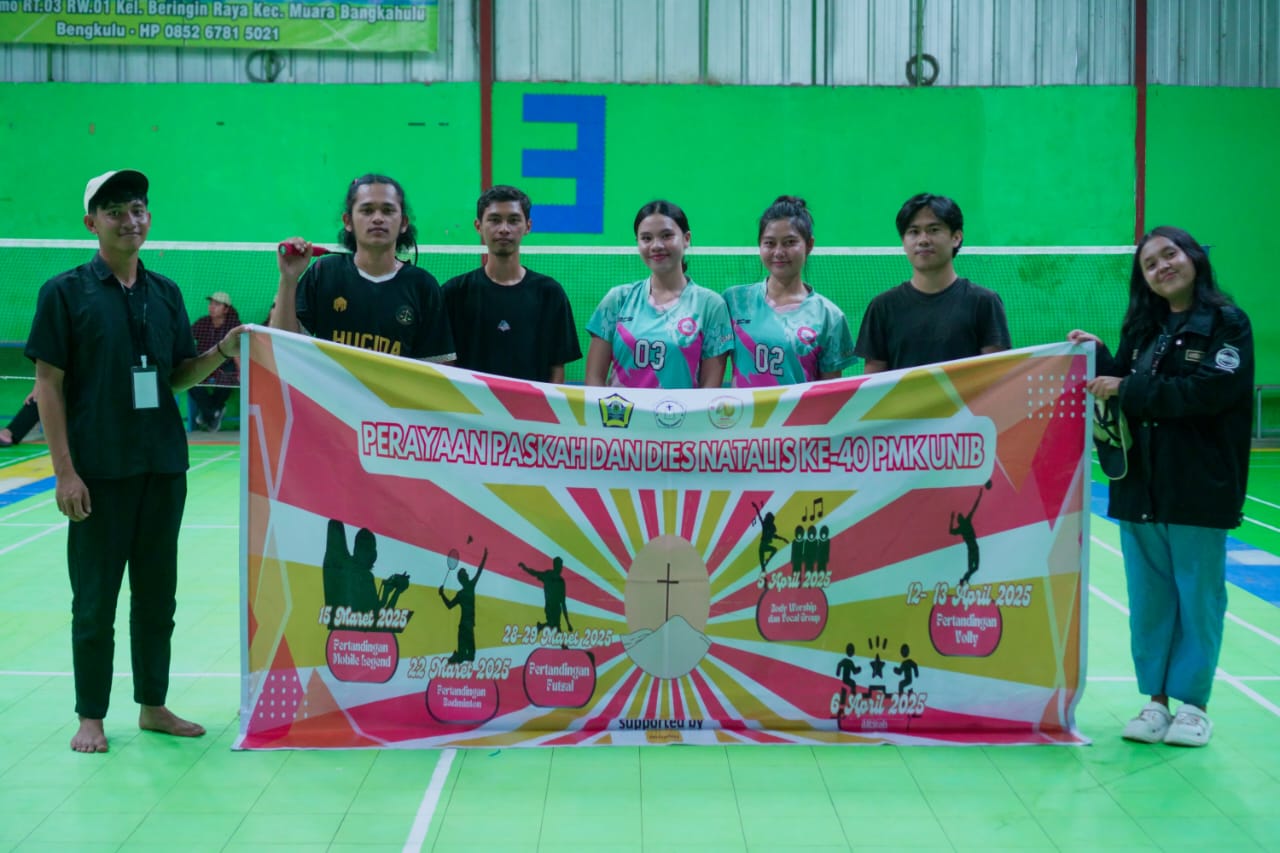 RT.03 RW.01 Kel. Beringin Raya Kec. Muara Bangkahulu
Bengkulu - HP 0852 6781 5021
3
HUGIDA
03
02
PERAYAAN PASKAH DAN DIES NATALIS KE-40 PMK UNIB
15 Maret 2025
Pertandingan
Mobile Legend
22 Maret 2025
Pertandingan
Badminton
28-29 Maret 2025
Pertandingan
Futsal
5 April 2025
Body Worship
dan Vocal Group
12- 13 April 2025
Pertandingan
Volly
6 April 2025
supported by